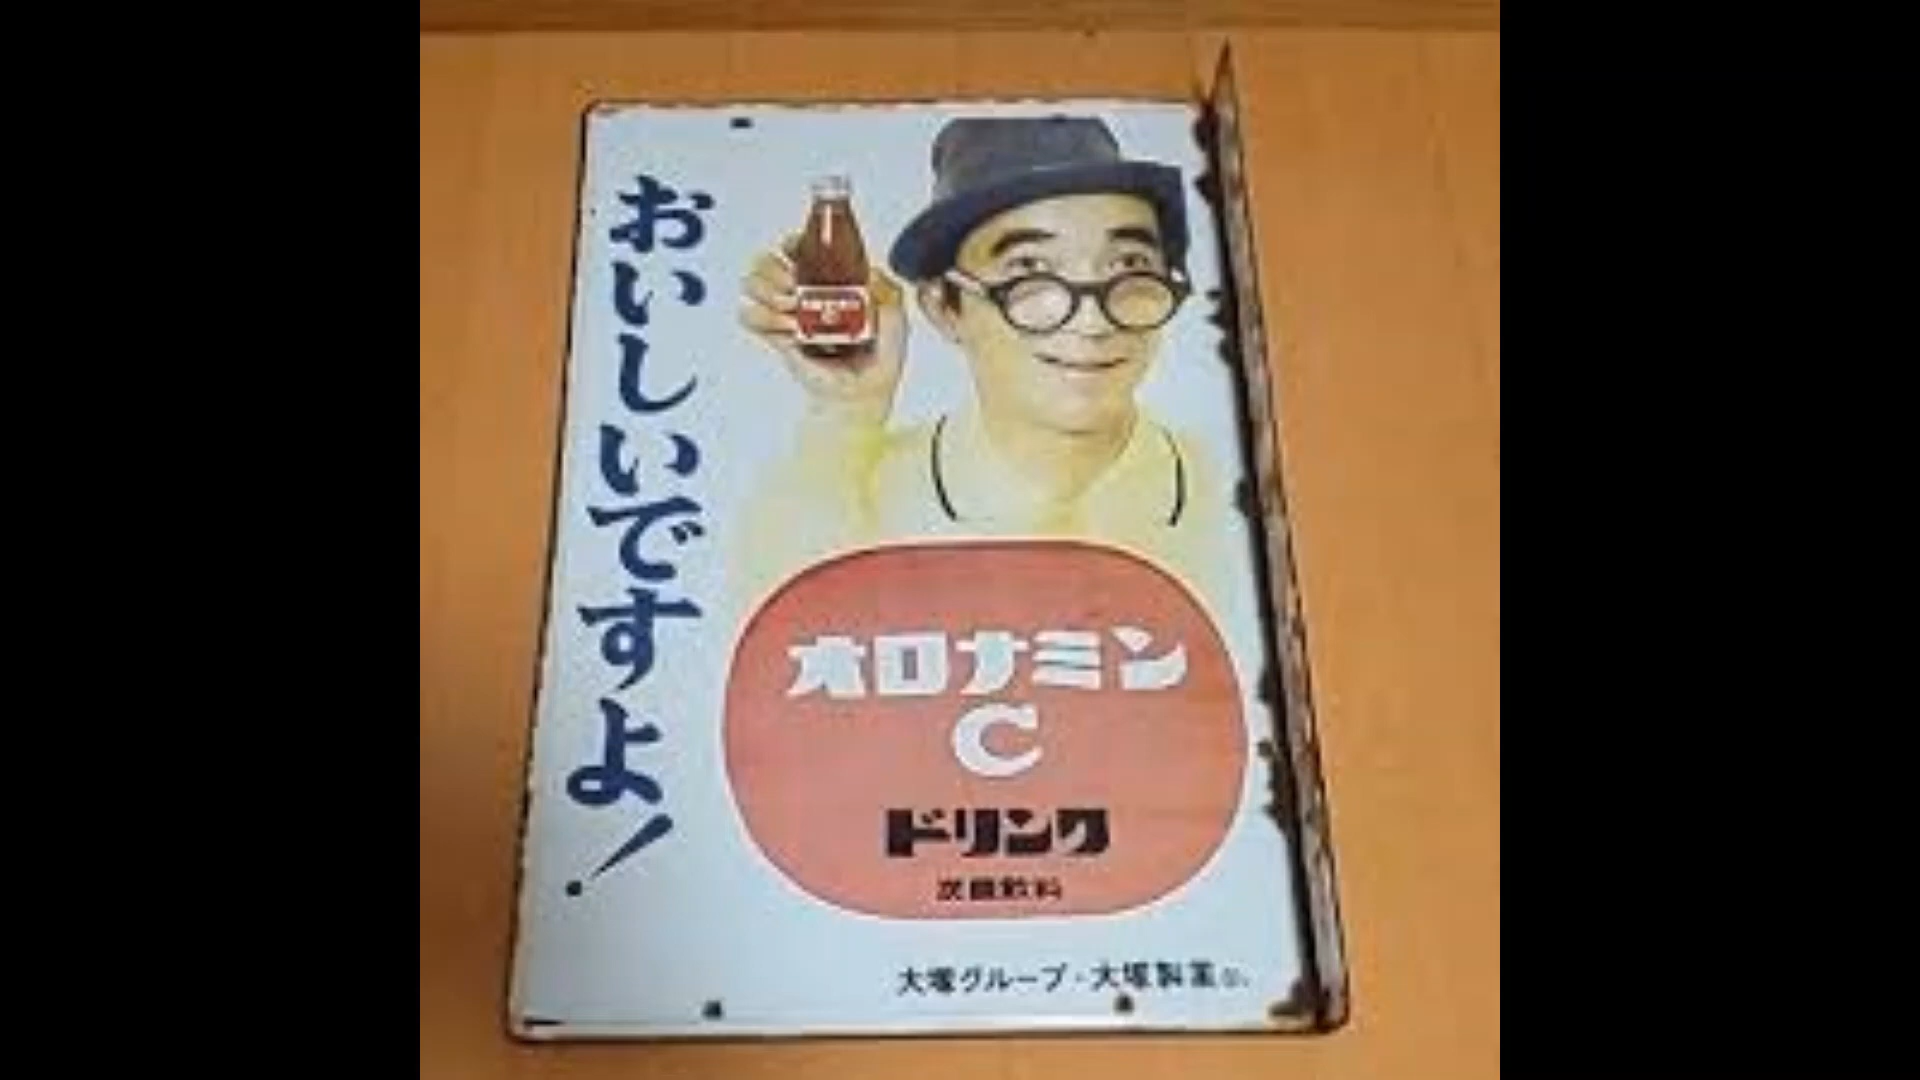 おいしいですよ!
オロナミン
C
ドリンク
炭酸飲料
大塚グループ・大塚製薬